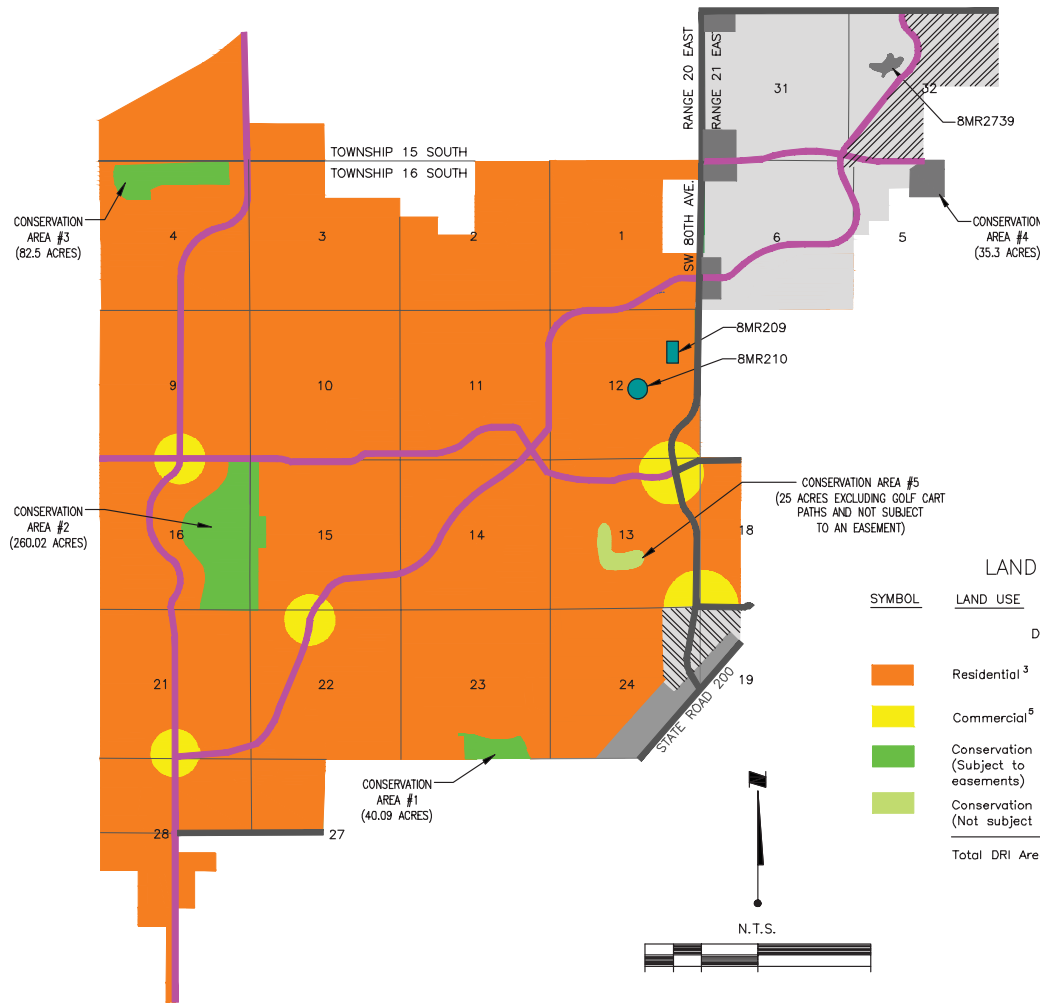 RANGE 20 EAST
RANGE 21 EAST
31
32
8MR2739
TOWNSHIP 15 SOUTH
TOWNSHIP 16 SOUTH
CONSERVATION
AREA #3
(82.5 ACRES)
4
3
2
1
SW 80TH AVE.
6
5
CONSERVATION
AREA #4
(35.3 ACRES)
8MR209
8MR210
9
10
11
12
CONSERVATION AREA #5
(25 ACRES EXCLUDING GOLF CART
PATHS AND NOT SUBJECT
TO AN EASEMENT)
CONSERVATION
AREA #2
(260.02 ACRES)
16
15
14
13
18
LAND
SYMBOL
LAND USE
D
Residential 3
Commercial 5
Conservation
(Subject to
easements)
Conservation
(Not subject
Total DRI Are
21
22
23
24
19
STATE ROAD 200
CONSERVATION
AREA #1
(40.09 ACRES)
28
27
N.T.S.